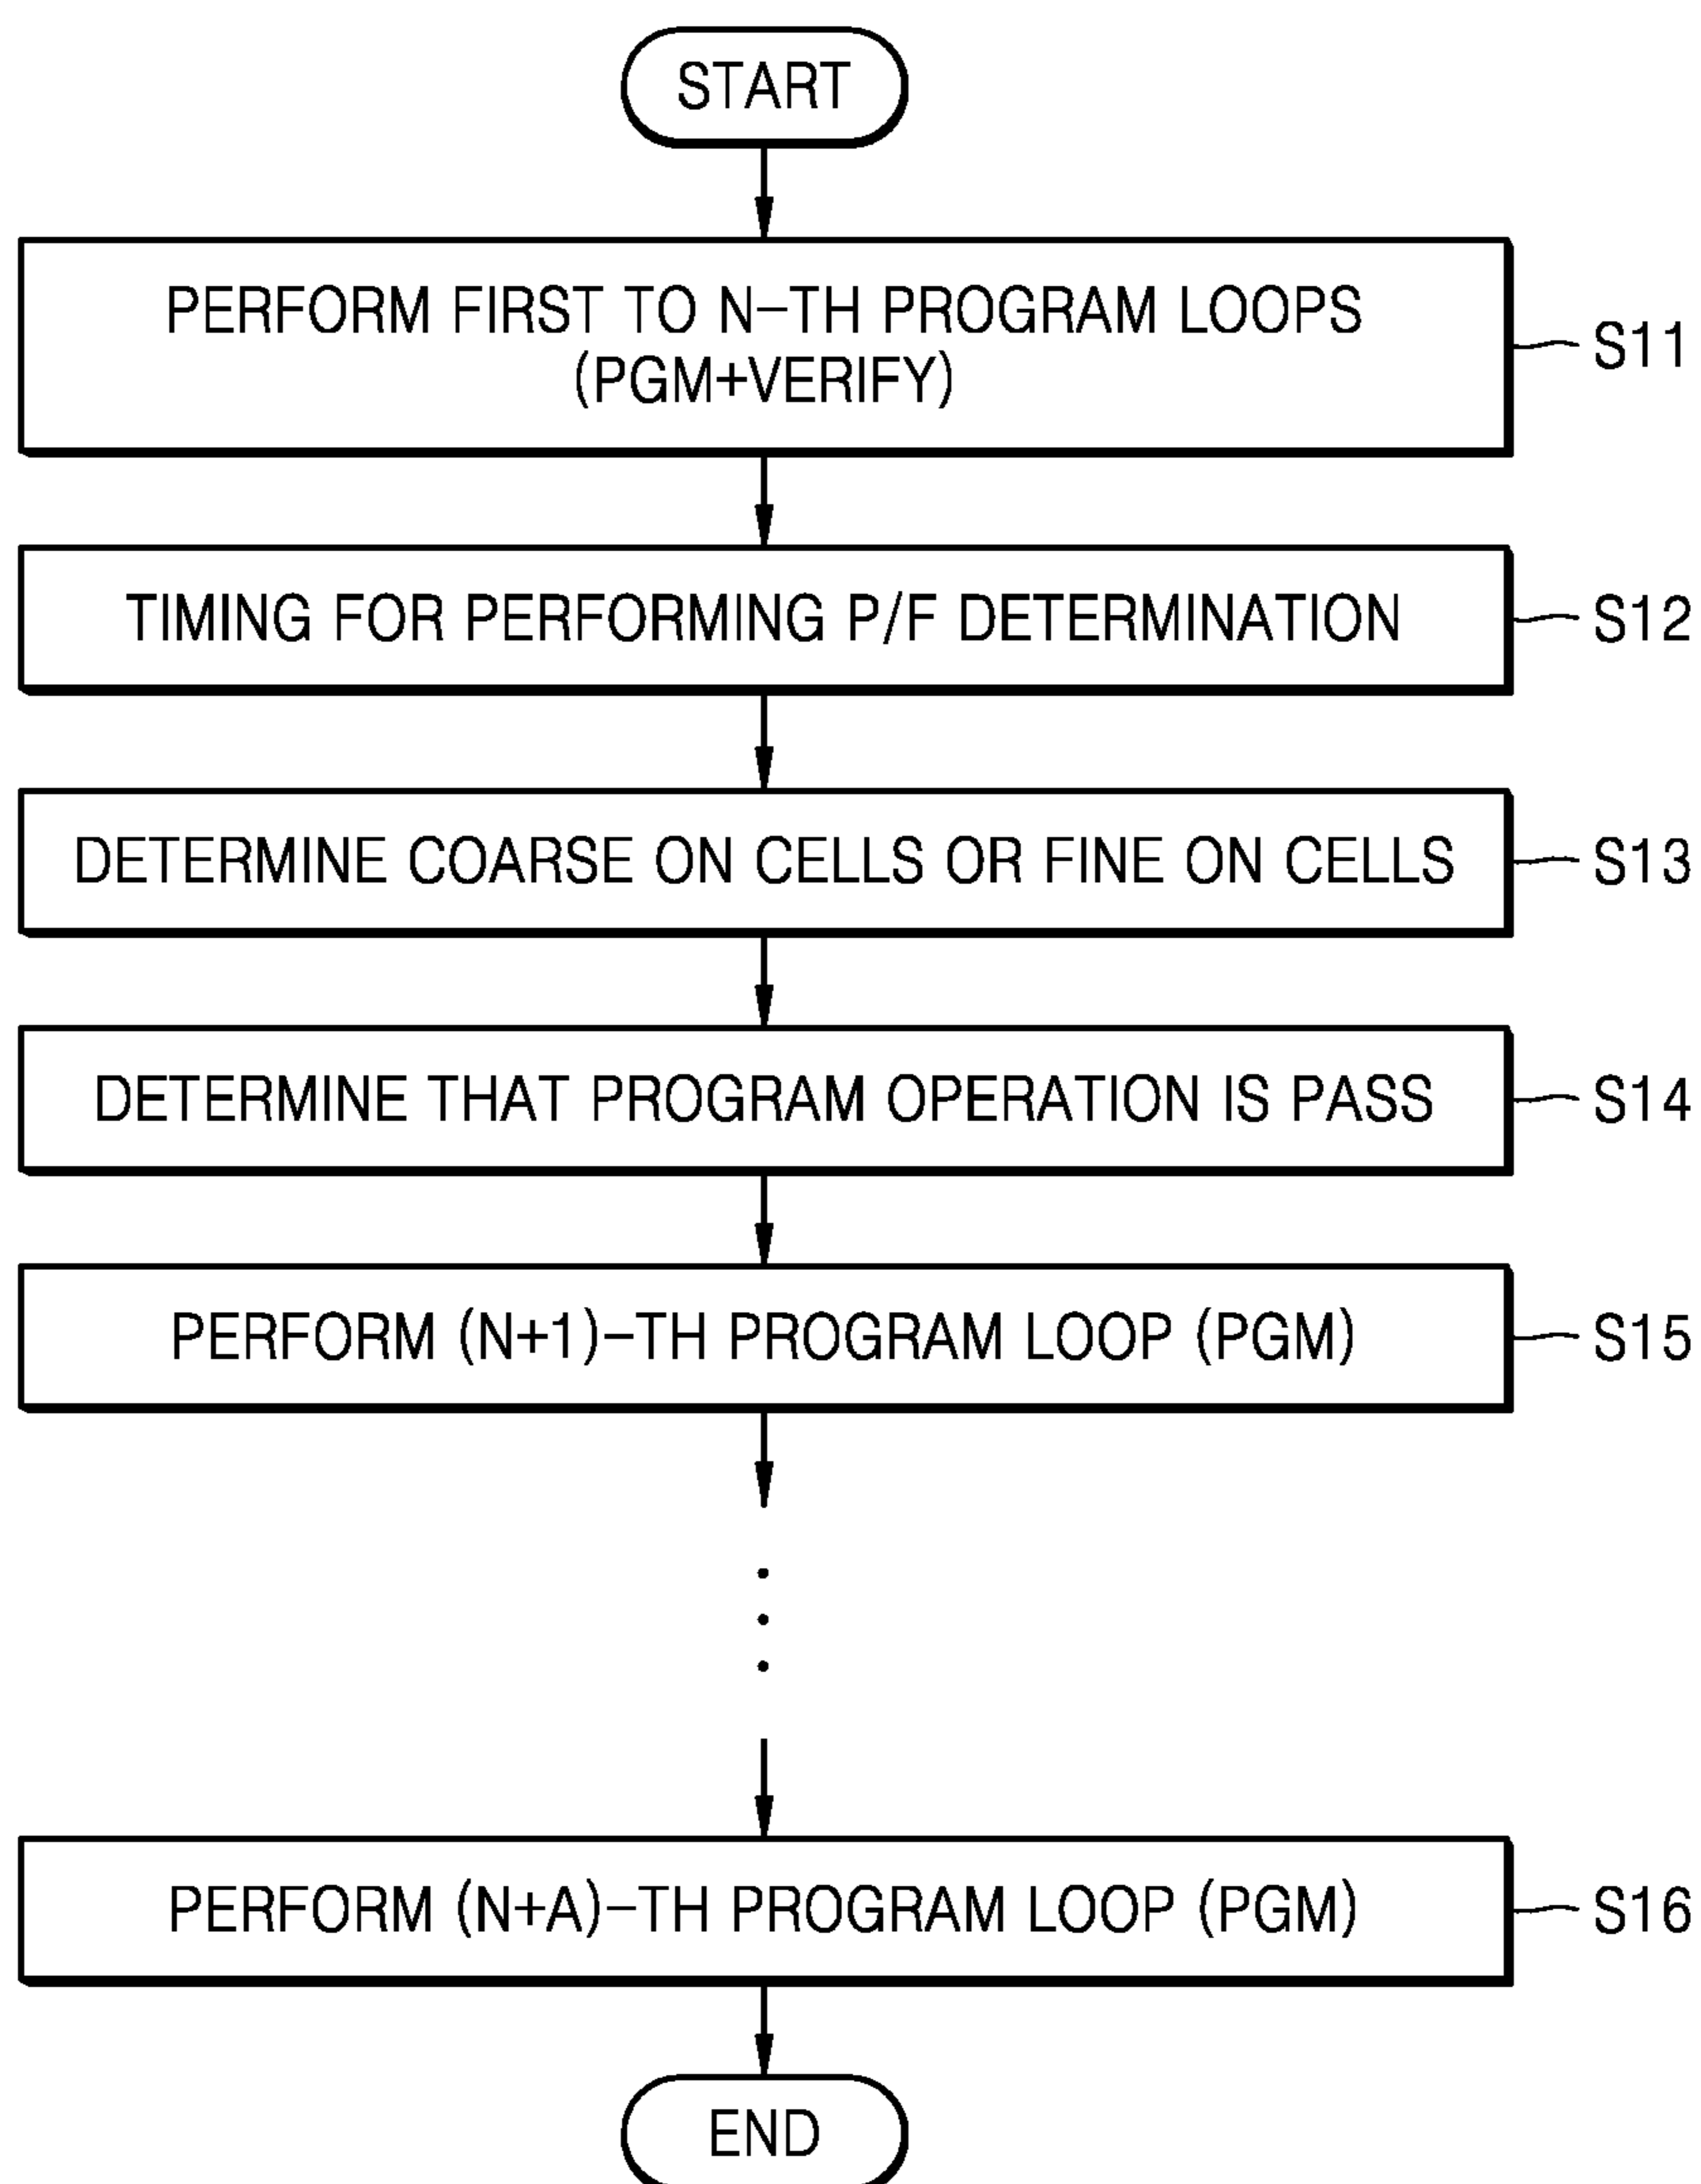 START
PERFORM FIRST TO N-TH PROGRAM LOOPS
(PGM+VERIFY)
S11
TIMING FOR PERFORMING P/F DETERMINATION
S12
DETERMINE COARSE ON CELLS OR FINE ON CELLS
S13
DETERMINE THAT PROGRAM OPERATION IS PASS
S14
PERFORM (N+1)-TH PROGRAM LOOP (PGM)
S15
PERFORM (N+A)-TH PROGRAM LOOP (PGM)
S16
END